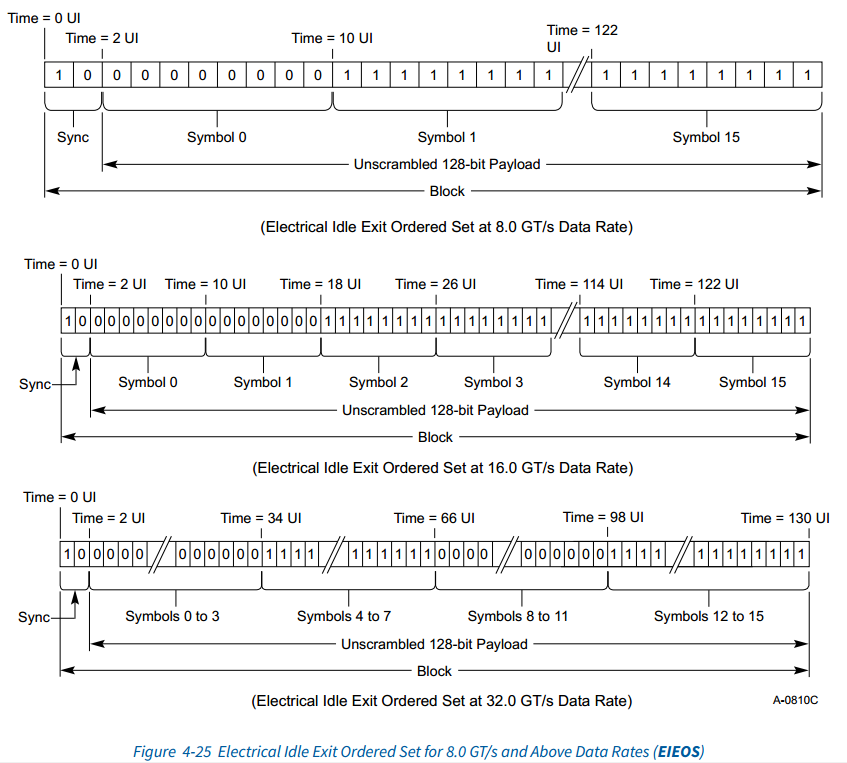 Time = 0 UI
Time = 2 UI Time = 10 UI Time = 122
UI
1 0 0 0 0 0 0 0 0 0 1 1 1 1 1 1 1 1 1 1 1 1 1 1 1 1
Sync Symbol 0 Symbol 1 Symbol 15
Unscrambled 128-bit Payload
Block
(Electrical Idle Exit Ordered Set at 8.0 GT/s Data Rate)
Time = 0 UI
Time = 2 UI Time = 10 UI Time = 18 UI Time = 26 UI Time = 114 UI Time = 122 UI
1 0 0 0 0 0 0 0 0 0 0 0 0 0 0 0 0 0 1 1 1 1 1 1 1 1 1 1 1 1 1 1 1 1 1 1 1 1 1 1 1 1 1 1 1 1 1 1 1 1
Symbol 0 Symbol 1 Symbol 2 Symbol 3 Symbol 14 Symbol 15
Sync
Unscrambled 128-bit Payload
Block
(Electrical Idle Exit Ordered Set at 16.0 GT/s Data Rate)
Time = 0 UI
Time = 2 UI Time = 34 UI Time = 66 UI Time = 98 UI Time = 130 UI
1 0 0 0 0 0 0 0 0 0 0 0 1 1 1 1 1 1 1 1 1 1 0 0 0 0 0 0 0 0 0 0 1 1 1 1 1 1 1 1 1 1 1 1
Sync Symbols 0 to 3 Symbols 4 to 7 Symbols 8 to 11 Symbols 12 to 15
Unscrambled 128-bit Payload
Block
(Electrical Idle Exit Ordered Set at 32.0 GT/s Data Rate) A-0810C
Figure 4-25 Electrical Idle Exit Ordered Set for 8.0 GT/s and Above Data Rates (EIEOS)